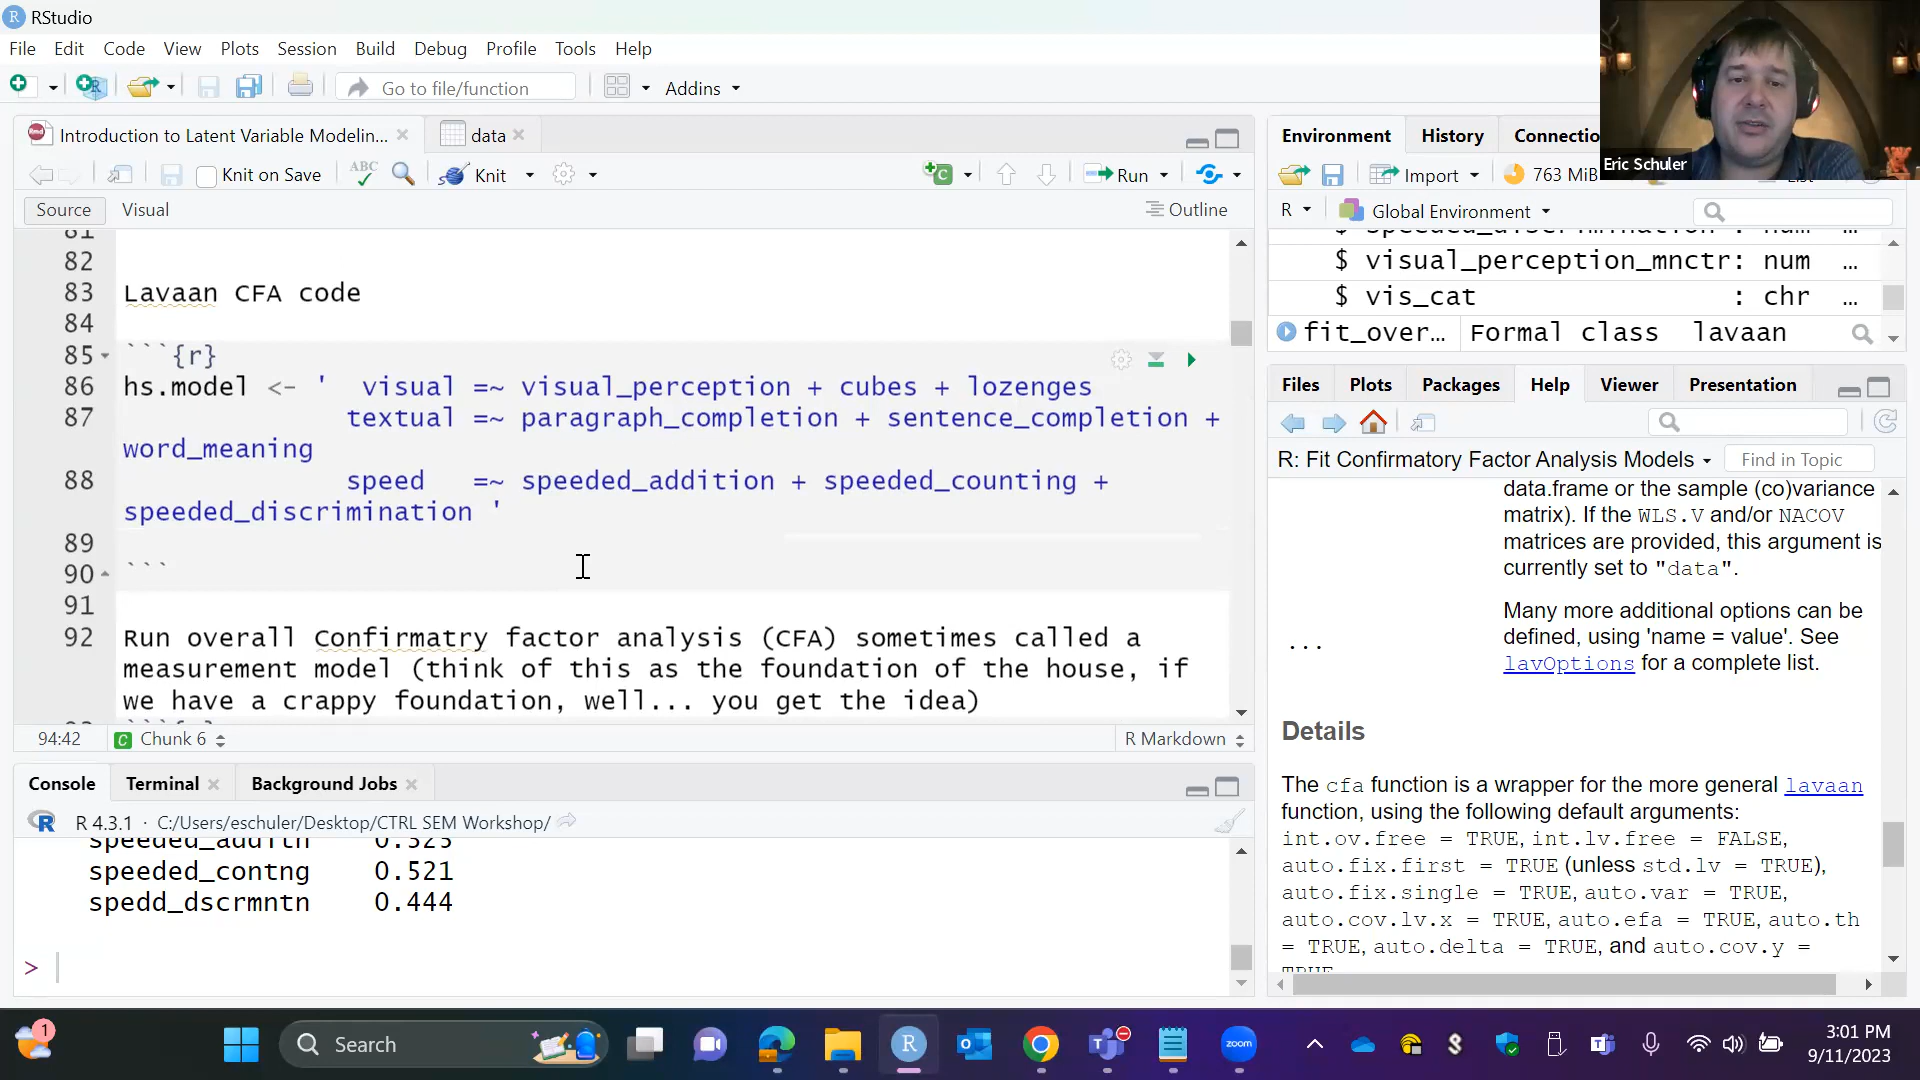 RStudio
File Edit Code View Plots Session Build Debug Profile Tools Help
Go to file/function
Addins
Introduction to Latent Variable Modelin...
data
Knit on Save
ABC
Knit
Run
Source Visual
Outline
81
82
83 Lavaan CFA code
84
85 ```{r}
86 hs.model <- ' visual =~ visual_perception + cubes + lozenges
87 textual =~ paragraph_completion + sentence_completion +
word_meaning
88 speed =~ speeded_addition + speeded_counting +
speeded_discrimination '
89
90 ```
91
92 Run overall Confirmatry factor analysis (CFA) sometimes called a
measurement model (think of this as the foundation of the house, if
we have a crappy foundation, well... you get the idea)
94:42
Chunk 6
R Markdown
Console Terminal Background Jobs
R 4.3.1 · C:/Users/eschuler/Desktop/CTRL SEM Workshop/
speeded_additn 0.323
speeded_contng 0.521
spedd_dscrmntn 0.444
>
Environment History Connectio
Eric Schuler
Import
763 MiB
R
Global Environment
$ speeded_discrimination : num ...
$ visual_perception_mnctr: num ...
$ vis_cat : chr ...
fit_over... Formal class lavaan
Files Plots Packages Help Viewer Presentation
R: Fit Confirmatory Factor Analysis Models
Find in Topic
data.frame or the sample (co)variance
matrix). If the WLS.V and/or NACOV
matrices are provided, this argument is
currently set to "data".
Many more additional options can be
... defined, using 'name = value'. See
lavOptions for a complete list.
Details
The cfa function is a wrapper for the more general lavaan
function, using the following default arguments:
int.ov.free = TRUE, int.lv.free = FALSE,
auto.fix.first = TRUE (unless std.lv = TRUE),
auto.fix.single = TRUE, auto.var = TRUE,
auto.cov.lv.x = TRUE, auto.efa = TRUE, auto.th
= TRUE, auto.delta = TRUE, and auto.cov.y =
TRUE
1
Search
zoom
3:01 PM
9/11/2023